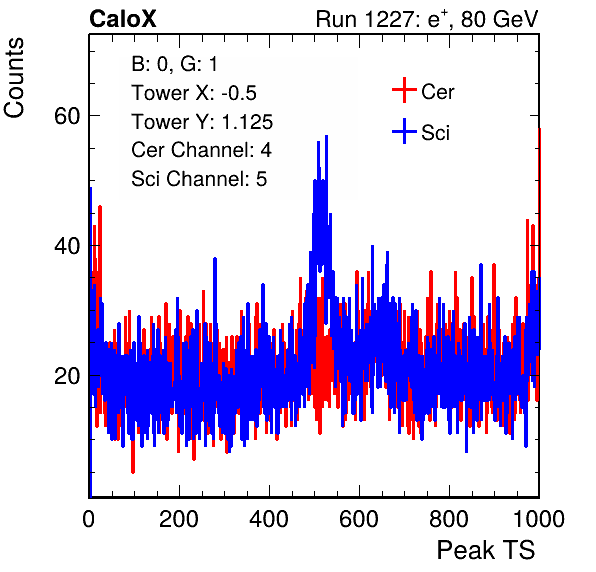 CaloX Run 1227: e⁺, 80 GeV
Counts
B: 0, G: 1
Tower X: -0.5
Tower Y: 1.125
Cer Channel: 4
Sci Channel: 5
Cer
Sci
60
40
20
0 200 400 600 800 1000
Peak TS